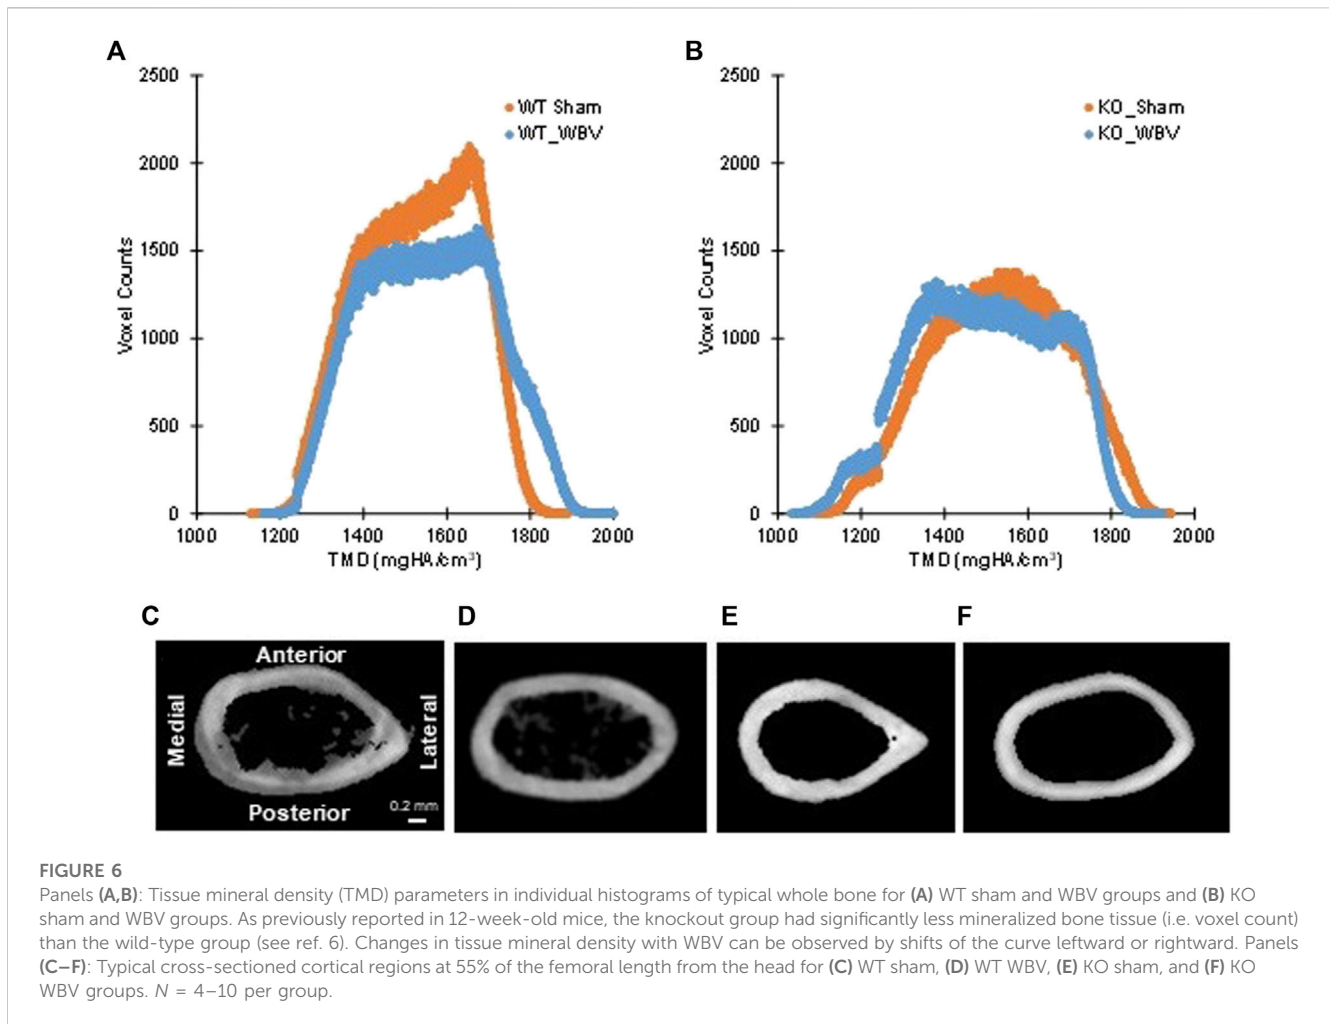 A
2500
2000
1500
1000
500
0
Voxel Counts
WT Sham
WT_WBV
1000 1200 1400 1600 1800 2000
TMD (mgHA/cm³)
B
2500
2000
1500
1000
500
0
Voxel Counts
KO_Sham
KO_WBV
1000 1200 1400 1600 1800 2000
TMD (mgHA/cm³)
C
Anterior
Medial
Lateral
Posterior
0.2 mm
D
E
F
FIGURE 6
Panels (A,B): Tissue mineral density (TMD) parameters in individual histograms of typical whole bone for (A) WT sham and WBV groups and (B) KO
sham and WBV groups. As previously reported in 12-week-old mice, the knockout group had significantly less mineralized bone tissue (i.e. voxel count)
than the wild-type group (see ref. 6). Changes in tissue mineral density with WBV can be observed by shifts of the curve leftward or rightward. Panels
(C–F): Typical cross-sectioned cortical regions at 55% of the femoral length from the head for (C) WT sham, (D) WT WBV, (E) KO sham, and (F) KO
WBV groups. N = 4–10 per group.